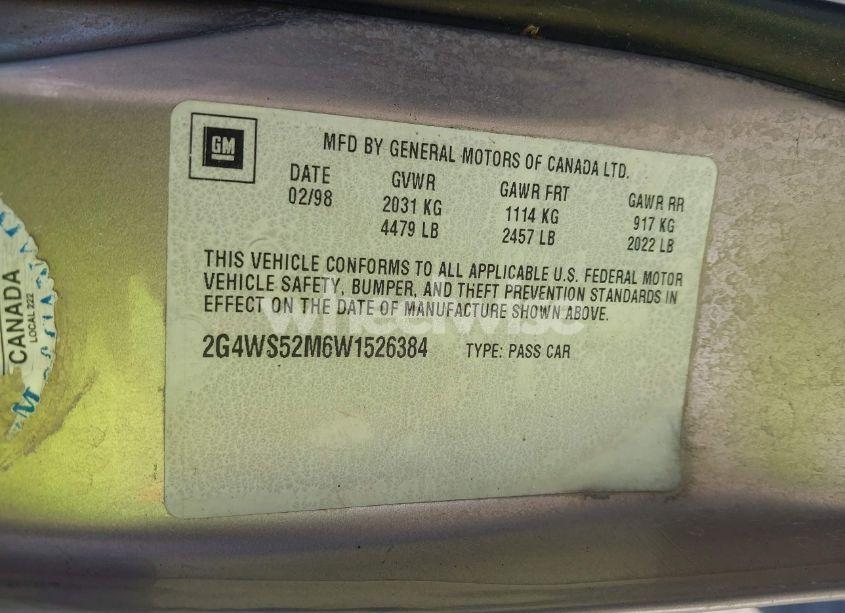 GM
MFD BY GENERAL MOTORS OF CANADA LTD.
DATE GVWR GAWR FRT GAWR RR
02/98 2031 KG 1114 KG 917 KG
4479 LB 2457 LB 2022 LB
THIS VEHICLE CONFORMS TO ALL APPLICABLE U.S. FEDERAL MOTOR
VEHICLE SAFETY, BUMPER, AND THEFT PREVENTION STANDARDS IN
EFFECT ON THE DATE OF MANUFACTURE SHOWN ABOVE.
2G4WS52M6W1526384 TYPE: PASS CAR
CANADA
LOCAL 222
wheelwise